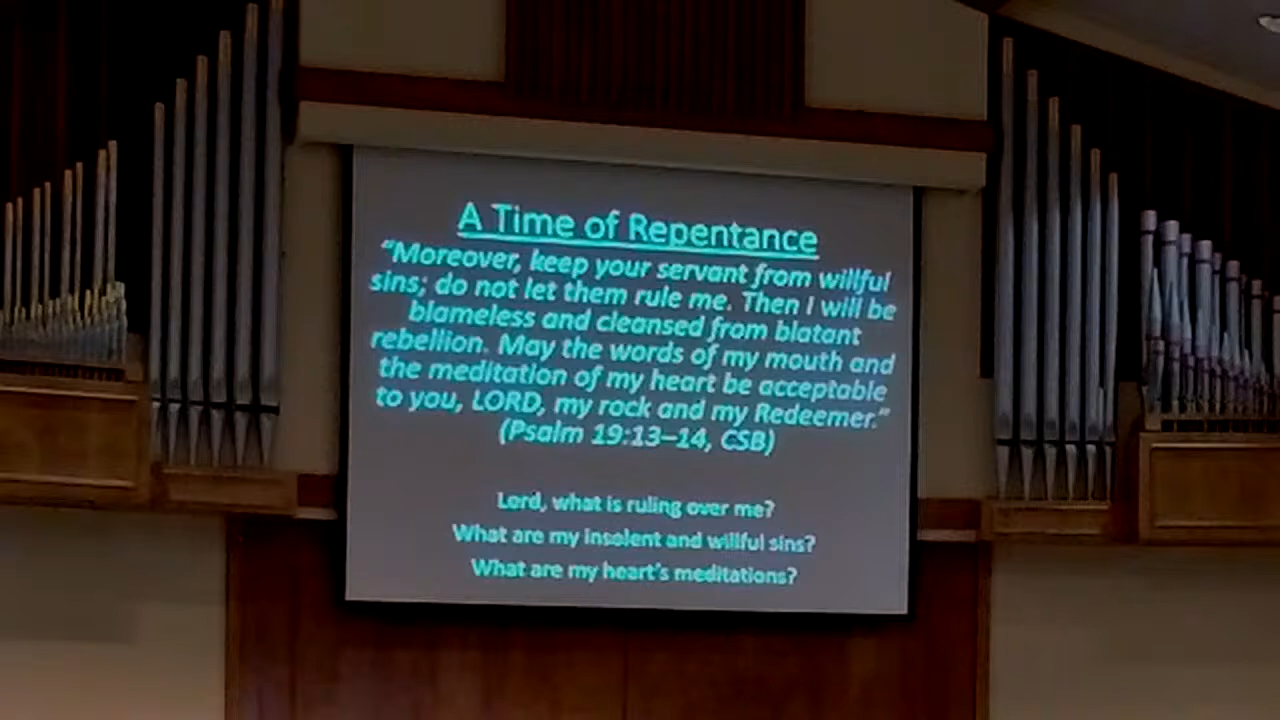 A Time of Repentance
“Moreover, keep your servant from willful
sins; do not let them rule me. Then I will be
blameless and cleansed from blatant
rebellion. May the words of my mouth and
the meditation of my heart be acceptable
to you, LORD, my rock and my Redeemer.”
(Psalm 19:13–14, CSB)
Lord, what is ruling over me?
What are my insolent and willful sins?
What are my heart’s meditations?